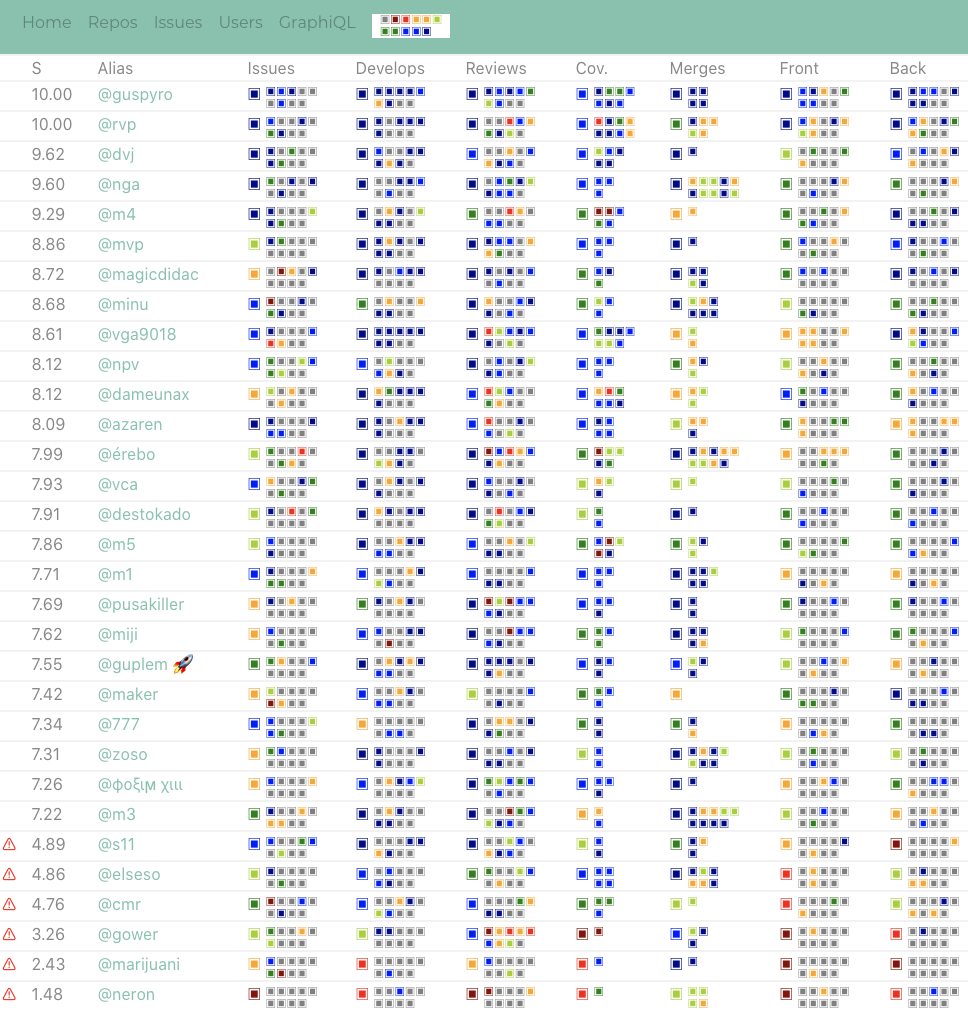 Home Repos Issues Users GraphiQL
S Alias Issues Develops Reviews Cov. Merges Front Back
10.00 @guspyro
10.00 @rvp
9.62 @dvj
9.60 @nga
9.29 @m4
8.86 @mvp
8.72 @magicdidac
8.68 @minu
8.61 @vga9018
8.12 @npv
8.12 @dameunax
8.09 @azaren
7.99 @érebo
7.93 @vca
7.91 @destokado
7.86 @m5
7.71 @m1
7.69 @pusakiller
7.62 @miji
7.55 @guplem 🚀
7.42 @maker
7.34 @777
7.31 @zoso
7.26 @φοξιμ χιιι
7.22 @m3
4.89 @s11
4.86 @elseso
4.76 @cmr
3.26 @gower
2.43 @marijuani
1.48 @neron